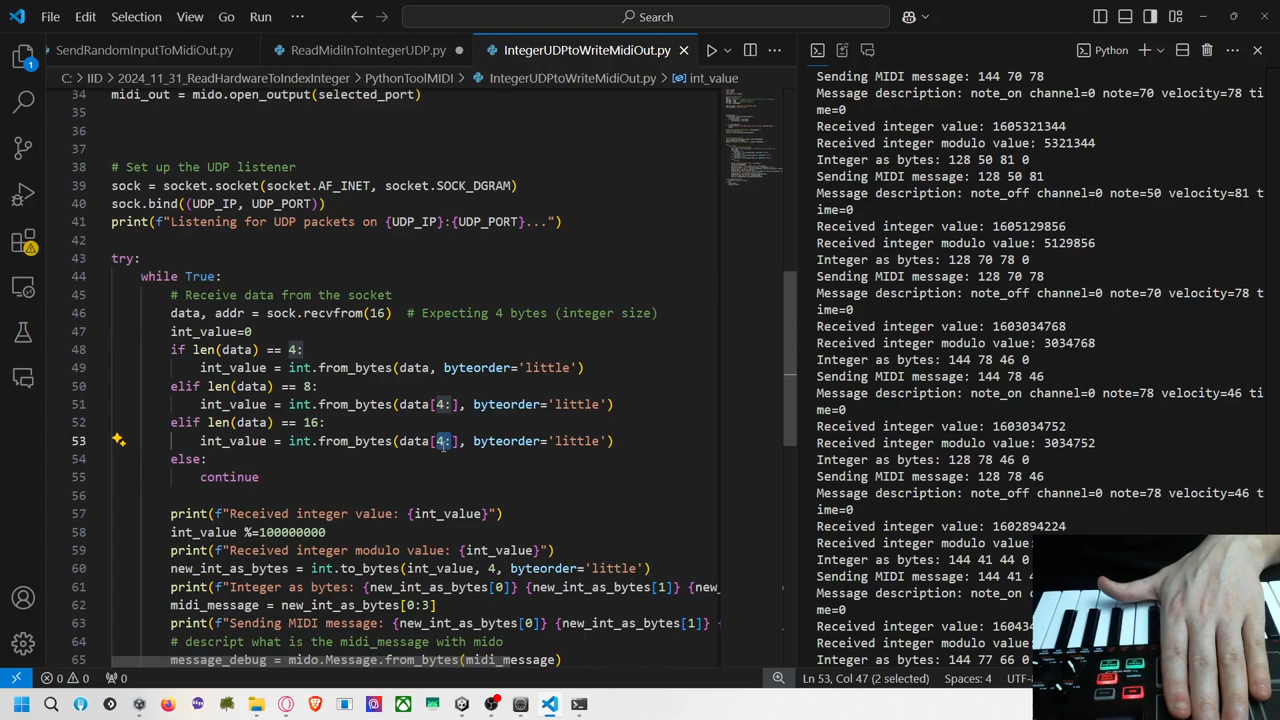 File Edit Selection View Go Run ··· Search
SendRandomInputToMidiOut.py ReadMidiInToIntegerUDP.py IntegerUDPtoWriteMidiOut.py
C: > IID > 2024_11_31_ReadHardwareToIndexInteger > PythonToolMIDI > IntegerUDPtoWriteMidiOut.py > int_value
34 midi_out = mido.open_output(selected_port)
35
36
37
38 # Set up the UDP listener
39 sock = socket.socket(socket.AF_INET, socket.SOCK_DGRAM)
40 sock.bind((UDP_IP, UDP_PORT))
41 print(f"Listening for UDP packets on {UDP_IP}:{UDP_PORT}...")
42
43 try:
44 while True:
45 # Receive data from the socket
46 data, addr = sock.recvfrom(16) # Expecting 4 bytes (integer size)
47 int_value=0
48 if len(data) == 4:
49 int_value = int.from_bytes(data, byteorder='little')
50 elif len(data) == 8:
51 int_value = int.from_bytes(data[4:], byteorder='little')
52 elif len(data) == 16:
53 int_value = int.from_bytes(data[4:], byteorder='little')
54 else:
55 continue
56
57 print(f"Received integer value: {int_value}")
58 int_value %=100000000
59 print(f"Received integer modulo value: {int_value}")
60 new_int_as_bytes = int.to_bytes(int_value, 4, byteorder='little')
61 print(f"Integer as bytes: {new_int_as_bytes[0]} {new_int_as_bytes[1]} {new_
62 midi_message = new_int_as_bytes[0:3]
63 print(f"Sending MIDI message: {new_int_as_bytes[0]} {new_int_as_bytes[1]} {
64 # descript what is the midi_message with mido
65 message_debug = mido.Message.from_bytes(midi_message)
Python
Sending MIDI message: 144 70 78
Message description: note_on channel=0 note=70 velocity=78 ti
me=0
Received integer value: 1605321344
Received integer modulo value: 5321344
Integer as bytes: 128 50 81 0
Sending MIDI message: 128 50 81
Message description: note_off channel=0 note=50 velocity=81 t
ime=0
Received integer value: 1605129856
Received integer modulo value: 5129856
Integer as bytes: 128 70 78 0
Sending MIDI message: 128 70 78
Message description: note_off channel=0 note=70 velocity=78 t
ime=0
Received integer value: 1603034768
Received integer modulo value: 3034768
Integer as bytes: 144 78 46 0
Sending MIDI message: 144 78 46
Message description: note_on channel=0 note=78 velocity=46 ti
me=0
Received integer value: 1603034752
Received integer modulo value: 3034752
Integer as bytes: 128 78 46 0
Sending MIDI message: 128 78 46
Message description: note_off channel=0 note=78 velocity=46 t
ime=0
Received integer value: 1602894224
Received integer modulo value:
Integer as bytes: 144 41 44 0
Sending MIDI message: 144 41 4
Message description: note_on c
me=0
Received integer value: 160434
Received integer modulo value:
Integer as bytes: 144 77 66 0
0 0 0 Ln 53, Col 47 (2 selected) Spaces: 4 UTF-8